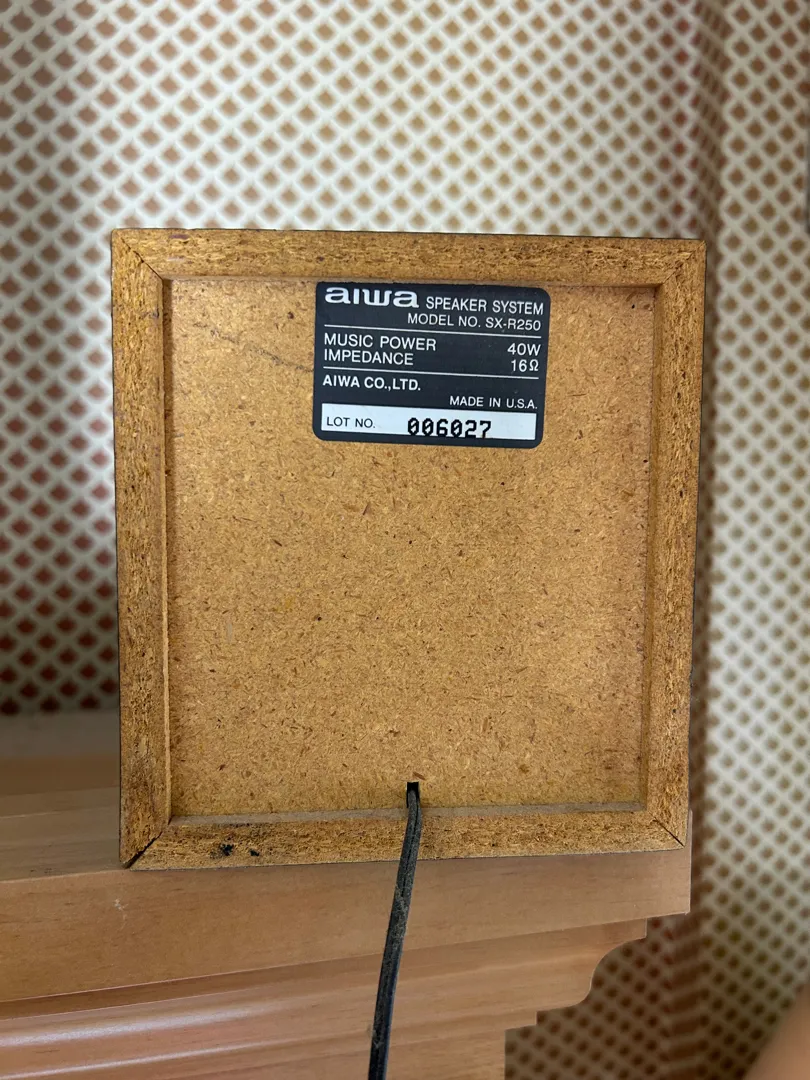 aiwa SPEAKER SYSTEM
MODEL NO. SX-R250
MUSIC POWER 40W
IMPEDANCE 16Ω
AIWA CO.,LTD.
MADE IN U.S.A.
LOT NO. 006027